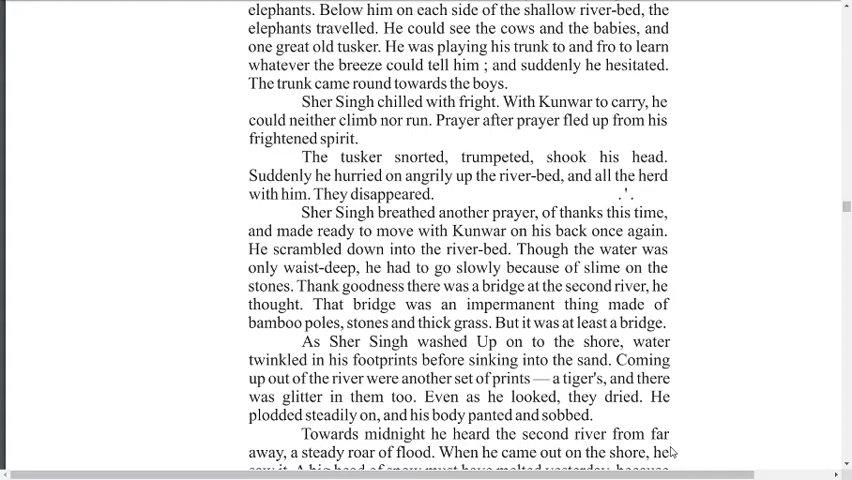 elephants. Below him on each side of the shallow river-bed, the
elephants travelled. He could see the cows and the babies, and
one great old tusker. He was playing his trunk to and fro to learn
whatever the breeze could tell him ; and suddenly he hesitated.
The trunk came round towards the boys.
Sher Singh chilled with fright. With Kunwar to carry, he
could neither climb nor run. Prayer after prayer fled up from his
frightened spirit.
The tusker snorted, trumpeted, shook his head.
Suddenly he hurried on angrily up the river-bed, and all the herd
with him. They disappeared. .'.
Sher Singh breathed another prayer, of thanks this time,
and made ready to move with Kunwar on his back once again.
He scrambled down into the river-bed. Though the water was
only waist-deep, he had to go slowly because of slime on the
stones. Thank goodness there was a bridge at the second river, he
thought. That bridge was an impermanent thing made of
bamboo poles, stones and thick grass. But it was at least a bridge.
As Sher Singh washed Up on to the shore, water
twinkled in his footprints before sinking into the sand. Coming
up out of the river were another set of prints — a tiger's, and there
was glitter in them too. Even as he looked, they dried. He
plodded steadily on, and his body panted and sobbed.
Towards midnight he heard the second river from far
away, a steady roar of flood. When he came out on the shore, he
saw it. A big head of snow must have melted yesterday, because